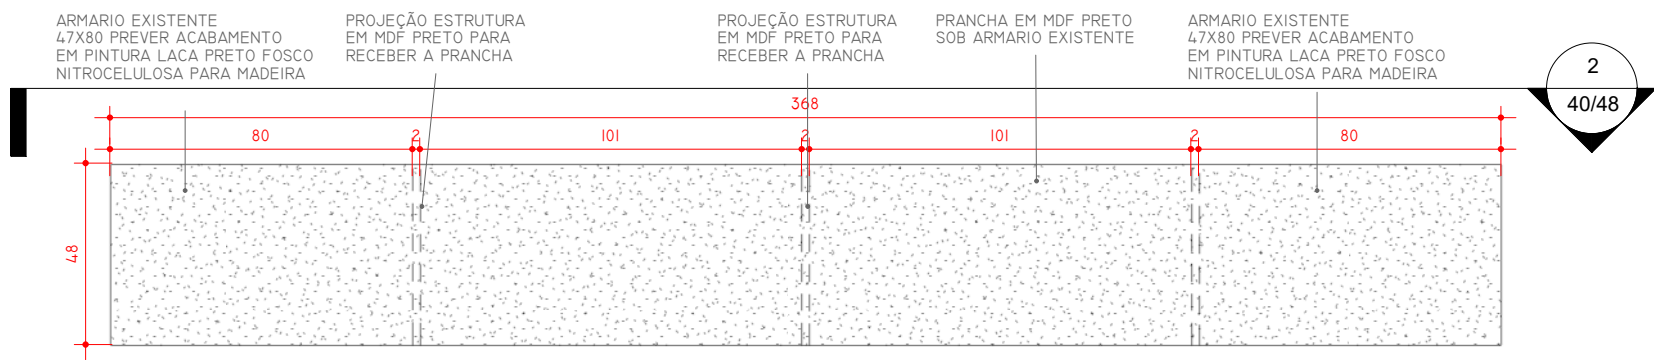 ARMARIO EXISTENTE
47X80 PREVER ACABAMENTO
EM PINTURA LACA PRETO FOSCO
NITROCELULOSA PARA MADEIRA
PROJEÇÃO ESTRUTURA
EM MDF PRETO PARA
RECEBER A PRANCHA
PROJEÇÃO ESTRUTURA
EM MDF PRETO PARA
RECEBER A PRANCHA
PRANCHA EM MDF PRETO
SOB ARMARIO EXISTENTE
ARMARIO EXISTENTE
47X80 PREVER ACABAMENTO
EM PINTURA LACA PRETO FOSCO
NITROCELULOSA PARA MADEIRA
2
40/48
368
80 2 101 2 101 2 80
48